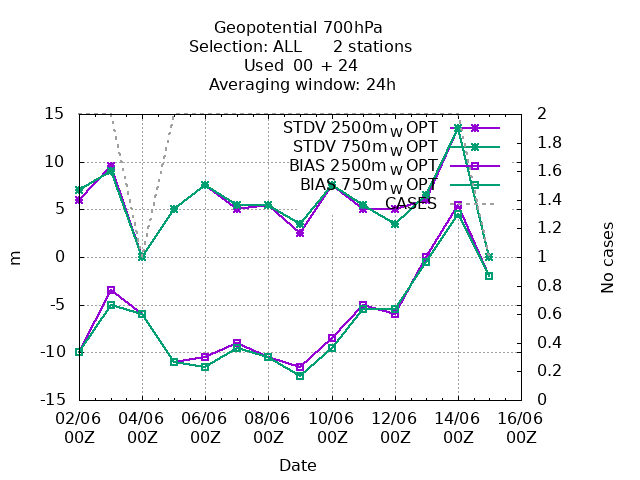 Geopotential 700hPa
Selection: ALL 2 stations
Used 00 + 24
Averaging window: 24h
STDV 2500m_W OPT
STDV 750m_W OPT
BIAS 2500m_W OPT
BIAS 750m_W OPT
CASES
15
10
5
0
-5
-10
-15
m
2
1.8
1.6
1.4
1.2
1
0.8
0.6
0.4
0.2
0
No cases
02/06 04/06 06/06 08/06 10/06 12/06 14/06 16/06
00Z 00Z 00Z 00Z 00Z 00Z 00Z 00Z
Date